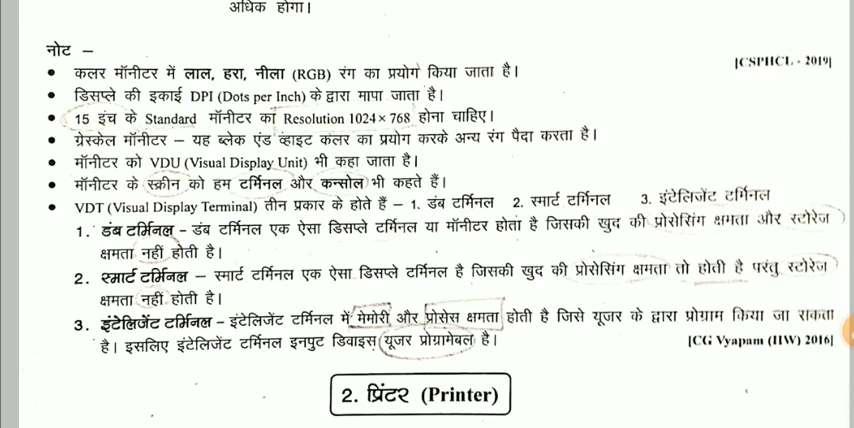 अधिक होगा।
नोट –
• कलर मॉनीटर में लाल, हरा, नीला (RGB) रंग का प्रयोग किया जाता है। [CSPHCL - 2019]
• डिसप्ले की इकाई DPI (Dots per Inch) के द्वारा मापा जाता है।
• 15 इंच के Standard मॉनीटर का Resolution 1024×768 होना चाहिए।
• ग्रेस्केल मॉनीटर – यह ब्लेक एंड व्हाइट कलर का प्रयोग करके अन्य रंग पैदा करता है।
• मॉनीटर को VDU (Visual Display Unit) भी कहा जाता है।
• मॉनीटर के स्क्रीन को हम टर्मिनल और कन्सोल भी कहते हैं।
• VDT (Visual Display Terminal) तीन प्रकार के होते हैं – 1. डंब टर्मिनल 2. स्मार्ट टर्मिनल 3. इंटेलिजेंट टर्मिनल
1. डंब टर्मिनल - डंब टर्मिनल एक ऐसा डिसप्ले टर्मिनल या मॉनीटर होता है जिसकी खुद की प्रोसेसिंग क्षमता और स्टोरेज
क्षमता नहीं होती है।
2. स्मार्ट टर्मिनल – स्मार्ट टर्मिनल एक ऐसा डिसप्ले टर्मिनल है जिसकी खुद की प्रोसेसिंग क्षमता तो होती है परंतु स्टोरेज
क्षमता नहीं होती है।
3. इंटेलिजेंट टर्मिनल - इंटेलिजेंट टर्मिनल में मेमोरी और प्रोसेस क्षमता होती है जिसे यूजर के द्वारा प्रोग्राम किया जा सकता
है। इसलिए इंटेलिजेंट टर्मिनल इनपुट डिवाइस यूजर प्रोग्रामेबल है। [CG Vyapam (HW) 2016]
2. प्रिंटर (Printer)